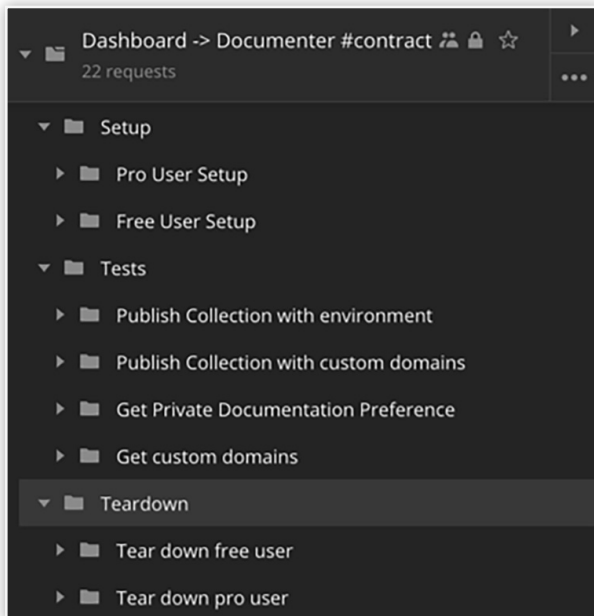 Dashboard -> Documenter #contract
22 requests
Setup
Pro User Setup
Free User Setup
Tests
Publish Collection with environment
Publish Collection with custom domains
Get Private Documentation Preference
Get custom domains
Teardown
Tear down free user
Tear down pro user